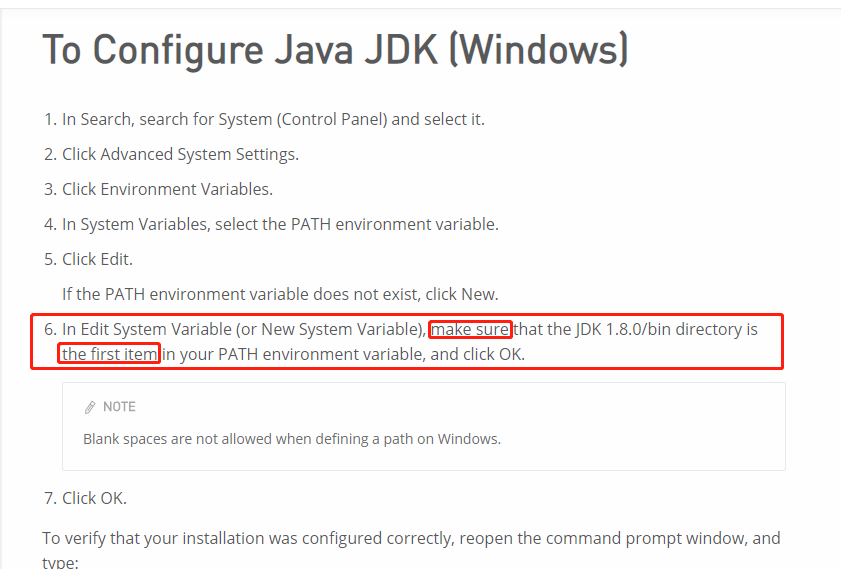 To Configure Java JDK (Windows)
1. In Search, search for System (Control Panel) and select it.
2. Click Advanced System Settings.
3. Click Environment Variables.
4. In System Variables, select the PATH environment variable.
5. Click Edit.
If the PATH environment variable does not exist, click New.
6. In Edit System Variable (or New System Variable), make sure that the JDK 1.8.0/bin directory is
the first item in your PATH environment variable, and click OK.
NOTE
Blank spaces are not allowed when defining a path on Windows.
7. Click OK.
To verify that your installation was configured correctly, reopen the command prompt window, and
type: